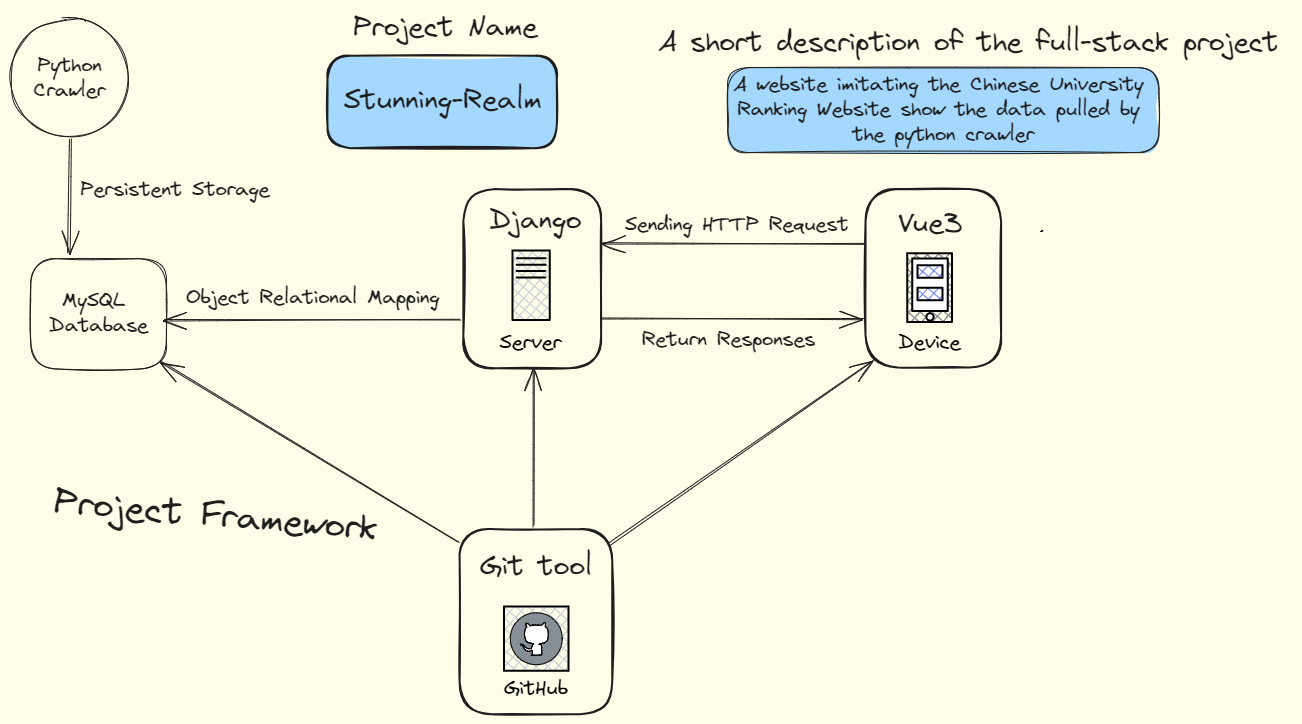 Project Name
A short description of the full-stack project
Python
Crawler
Stunning-Realm
A website imitating the Chinese University
Ranking Website show the data pulled by
the python crawler
Persistent Storage
Django
Sending HTTP Request
Vue3
MySQL
Database
Object Relational Mapping
Server
Return Responses
Device
Project Framework
Git tool
GitHub